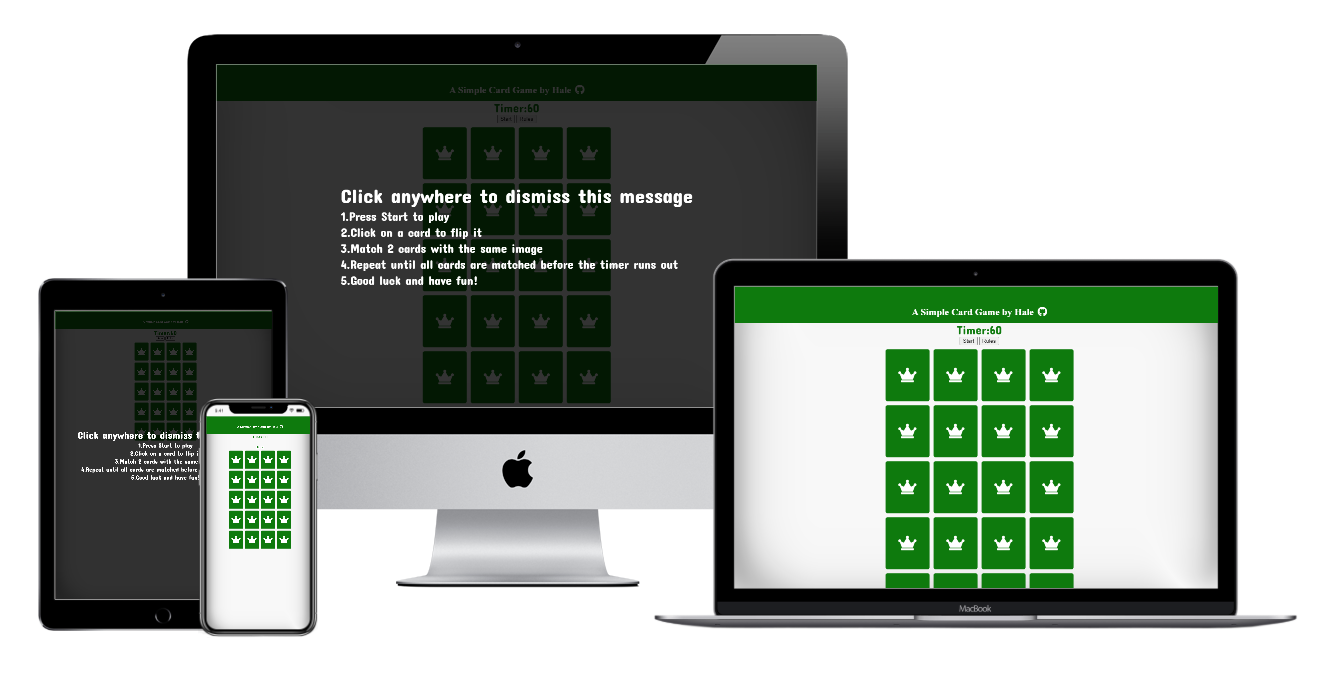 A Simple Card Game by Hale
Timer:60
Start Rules
Click anywhere to dismiss this message
1.Press Start to play
2.Click on a card to flip it
3.Match 2 cards with the same image
4.Repeat until all cards are matched before the timer runs out
5.Good luck and have fun!
A Simple Card Game by Hale
Timer:60
Start Rules
MacBook
Timer:60
Click anywhere to dismiss t
1.Press Start to play
2.Click on a card to flip i
3.Match 2 cards with the same
4.Repeat until all cards are matched before
5.Good luck and have fun!